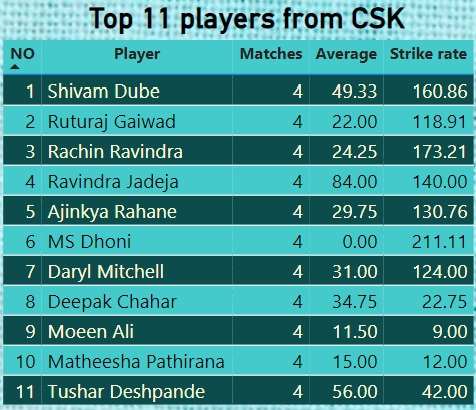 Top 11 players from CSK
NO Player Matches Average Strike rate
1 Shivam Dube 4 49.33 160.86
2 Ruturaj Gaiwad 4 22.00 118.91
3 Rachin Ravindra 4 24.25 173.21
4 Ravindra Jadeja 4 84.00 140.00
5 Ajinkya Rahane 4 29.75 130.76
6 MS Dhoni 4 0.00 211.11
7 Daryl Mitchell 4 31.00 124.00
8 Deepak Chahar 4 34.75 22.75
9 Moeen Ali 4 11.50 9.00
10 Matheesha Pathirana 4 15.00 12.00
11 Tushar Deshpande 4 56.00 42.00